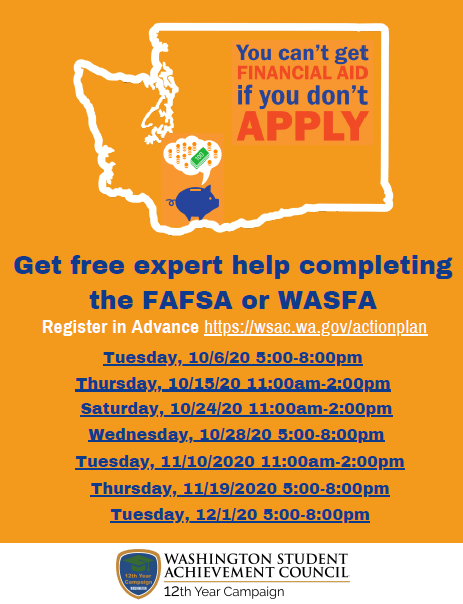 You can't get
FINANCIAL AID
if you don't
APPLY
Get free expert help completing
the FAFSA or WASFA
Register in Advance https://wsac.wa.gov/actionplan
Tuesday, 10/6/20 5:00-8:00pm
Thursday, 10/15/20 11:00am-2:00pm
Saturday, 10/24/20 11:00am-2:00pm
Wednesday, 10/28/20 5:00-8:00pm
Tuesday, 11/10/2020 11:00am-2:00pm
Thursday, 11/19/2020 5:00-8:00pm
Tuesday, 12/1/20 5:00-8:00pm
12th Year
Campaign
WASHINGTON STUDENT
ACHIEVEMENT COUNCIL
12th Year Campaign